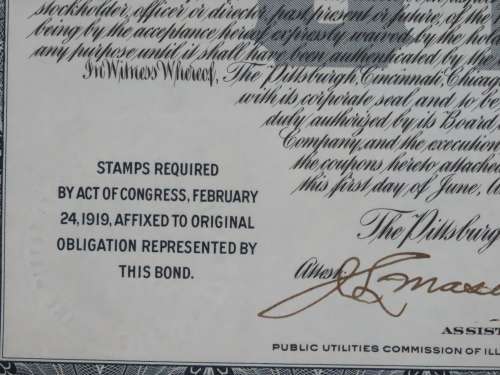 stockholder, officer or director, past, present or future, of the
being by the acceptance hereof expressly waived by the hol
any purpose until it shall have been authenticated by the
In Witness Whereof, The Pittsburgh, Cincinnati, Chicag
with its corporate seal and to be
duly authorized by its Board
Company, and the execution
the coupons hereto attached
this first day of June, t
STAMPS REQUIRED
BY ACT OF CONGRESS, FEBRUARY
24, 1919, AFFIXED TO ORIGINAL
OBLIGATION REPRESENTED BY
THIS BOND.
The Pittsburg
Attest:
ASSIST
PUBLIC UTILITIES COMMISSION OF ILL